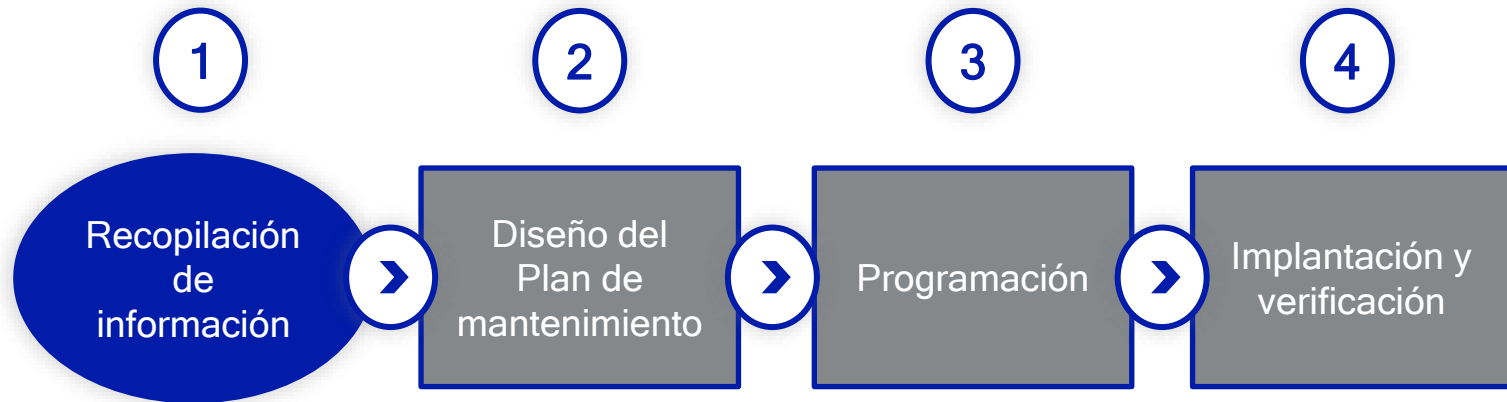 1
2
3
4
Recopilación
de
información
Diseño del
Plan de
mantenimiento
Programación
Implantación y
verificación